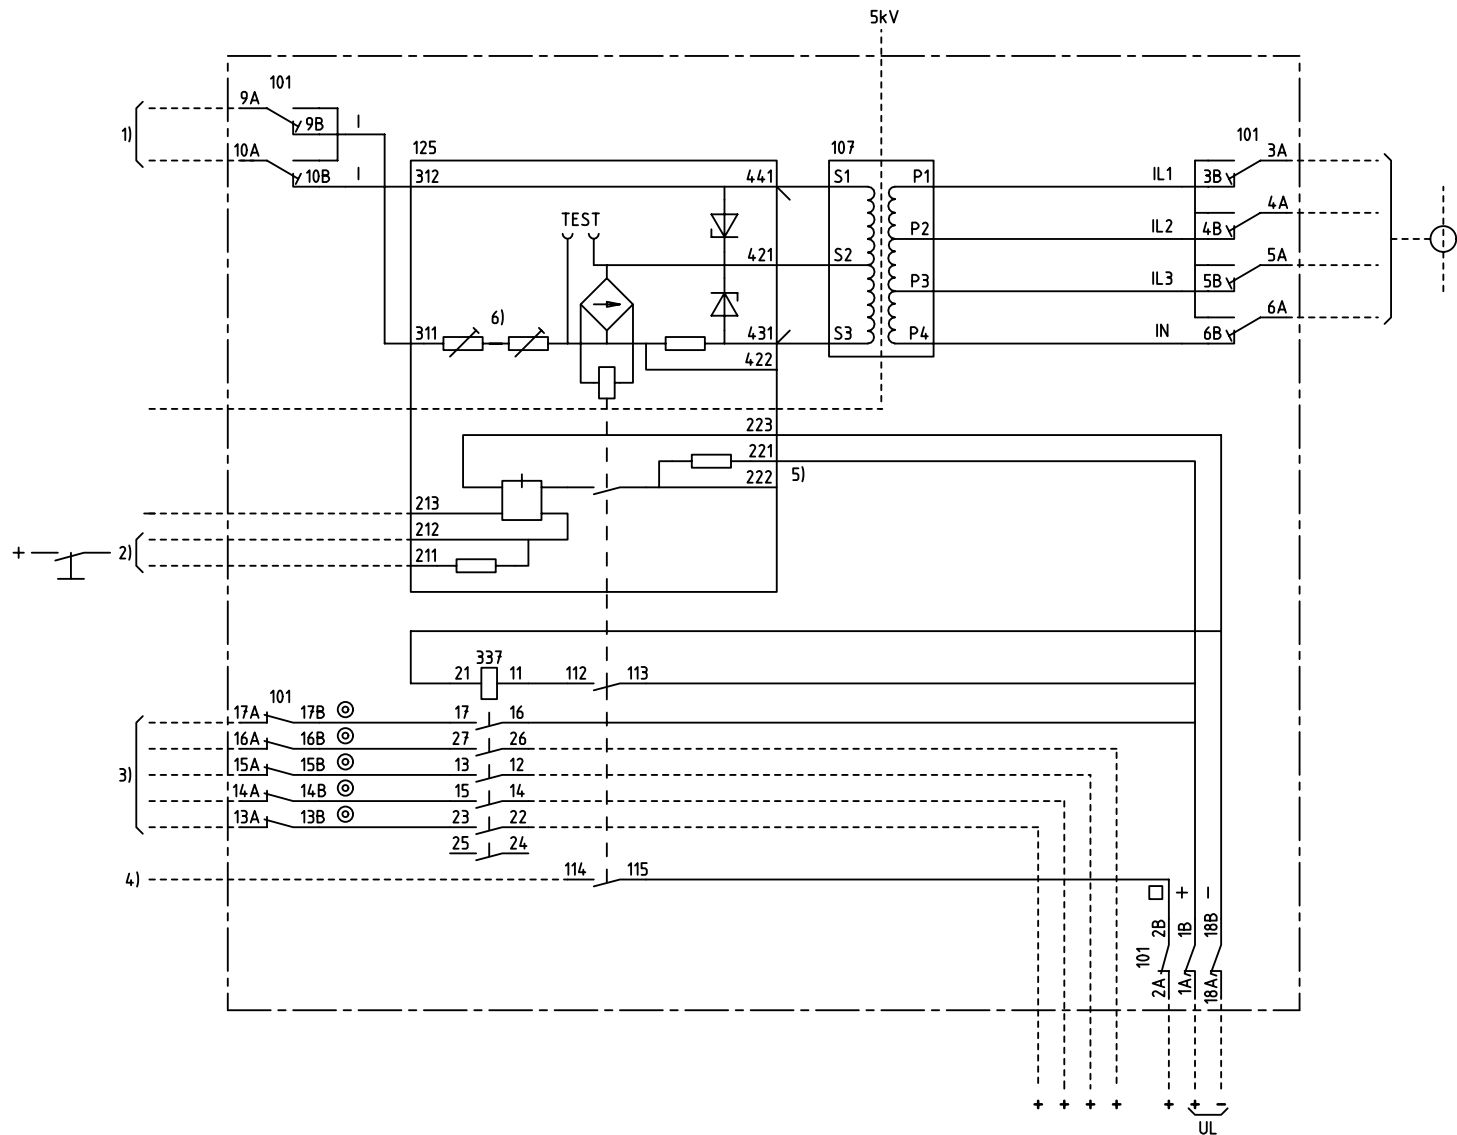 5kV
101
9A
9B I
1)
10A
10B I
101
3A
IL1 3B
4A
IL2 4B
5A
IL3 5B
6A
IN 6B
125
312 441
TEST
421
6)
311 431
422
107
S1 P1
P2
S2
P3
S3 P4
223
221
222 5)
213
212
+ 2)
211
337
21 11 112 113
101
17A 17B 17 16
16A 16B 27 26
3) 15A 15B 13 12
14A 14B 15 14
13A 13B 23 22
25 24
4) 114 115
+ −
2B 1B 18B
101
2A 1A 18A
+ + + + + + −
UL